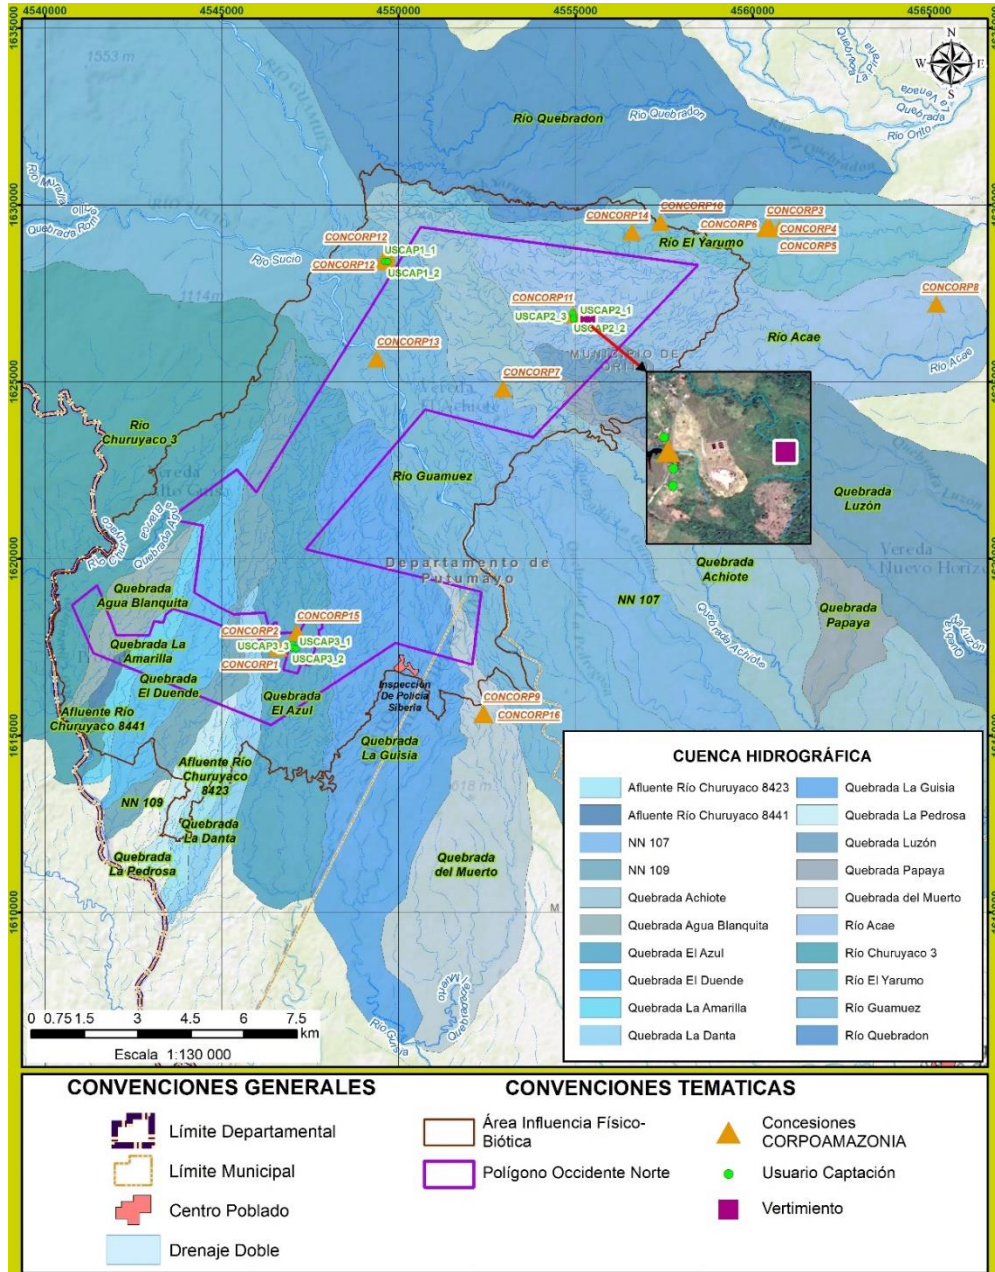 4540000
4545000
4550000
4555000
4560000
4565000
1635000
1635000
1553 m
RÍO GUAMUEZ
Río Quebradon
Río Quebradon
Quebrada
La Venada
Quebrada
Río Orito
N
W E
S
1630000
Río Murallo
Quebrada
Río Sucio
1114m
CONCORP12
USCAP1_1
CONCORP12
USCAP1_2
CONCORP14
CONCORP10
CONCORP6
CONCORP3
CONCORP4
CONCORP5
Río El Yarumo
CONCORP8
CONCORP11
USCAP2_1
USCAP2_3
USCAP2_2
MUNICIPIO DE
Río Acae
Río Acae
CONCORP13
CONCORP7
1625000
Río
Churuyaco 3
Río Guamuez
Quebrada
Luzón
1620000
Departamento de
Putumayo
Quebrada
Achiote
Vereda
Nuevo Horizo
NN 107
Quebrada
Papaya
Quebrada Achiote
Quebrada
Agua Blanquita
CONCORP15
CONCORP2
USCAP3_1
USCAP3_3
USCAP3_2
CONCORP1
Quebrada La
Amarilla
Quebrada
El Duende
Quebrada
El Azul
Inspección
De Policía
Siberia
CONCORP9
CONCORP16
Afluente Río
Churuyaco 8441
1615000
Quebrada
La Guisia
Afluente Río
Churuyaco
8423
NN 109
Quebrada
La Danta
Quebrada
La Pedrosa
Quebrada
del Muerto
1610000
CUENCA HIDROGRÁFICA
Afluente Río Churuyaco 8423
Afluente Río Churuyaco 8441
NN 107
NN 109
Quebrada Achiote
Quebrada Agua Blanquita
Quebrada El Azul
Quebrada El Duende
Quebrada La Amarilla
Quebrada La Danta
Quebrada La Guisia
Quebrada La Pedrosa
Quebrada Luzón
Quebrada Papaya
Quebrada del Muerto
Río Acae
Río Churuyaco 3
Río El Yarumo
Río Guamuez
Río Quebradon
0 0.75 1.5 3 4.5 6 7.5
km
Escala 1:130 000
CONVENCIONES GENERALES
Límite Departamental
Límite Municipal
Centro Poblado
Drenaje Doble
CONVENCIONES TEMATICAS
Área Influencia Físico-
Biótica
Polígono Occidente Norte
Concesiones
CORPOAMAZONIA
Usuario Captación
Vertimiento